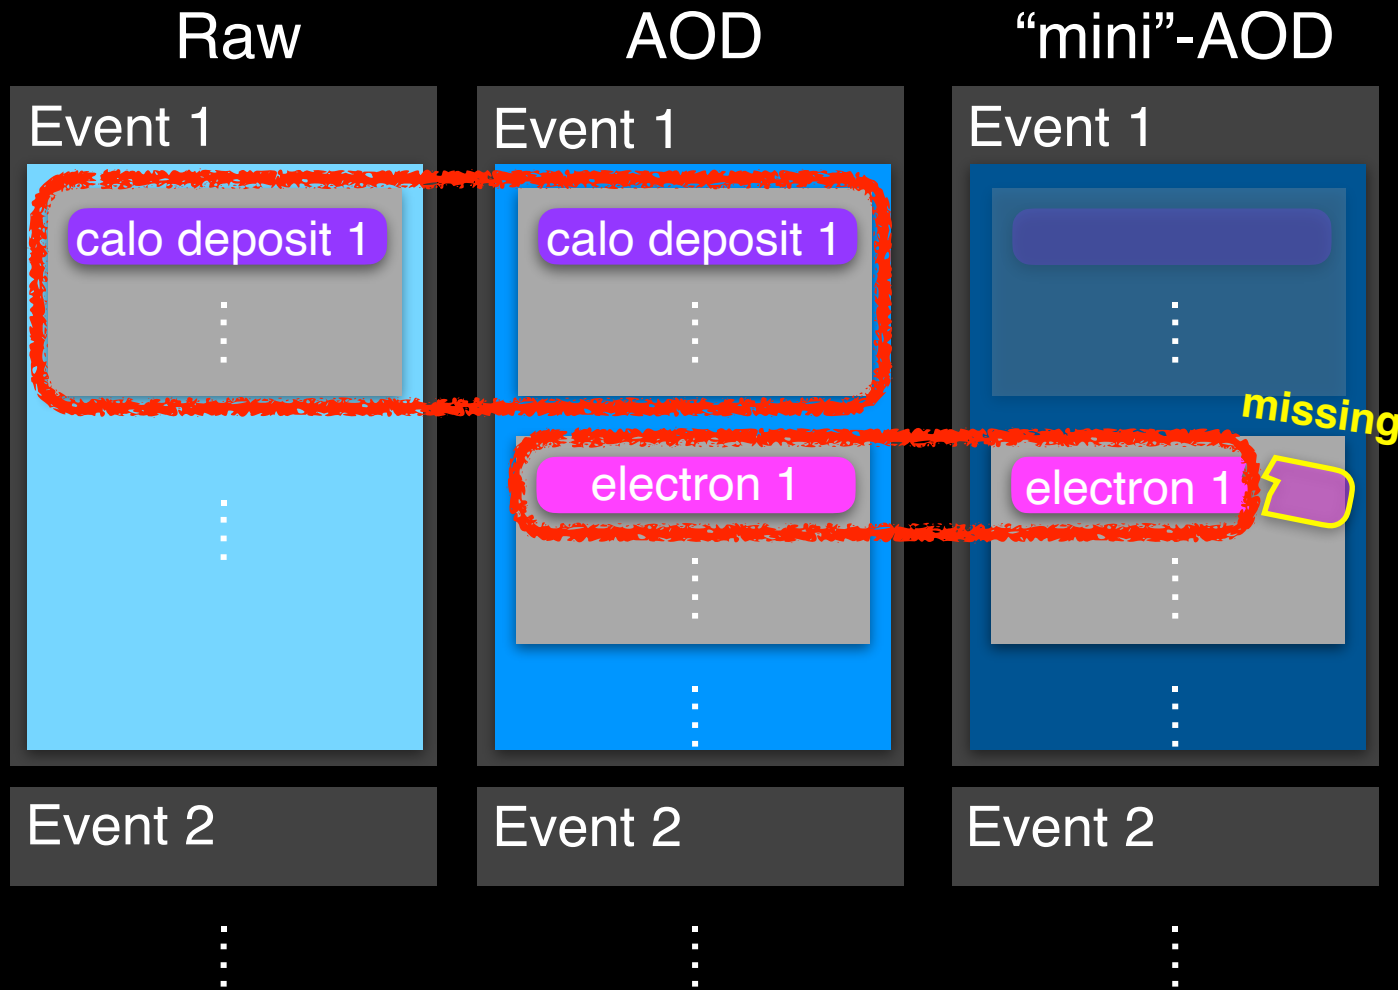 Raw
AOD
“mini”-AOD
Event 1
Event 1
Event 1
calo deposit 1
calo deposit 1
missing
electron 1
electron 1
Event 2
Event 2
Event 2